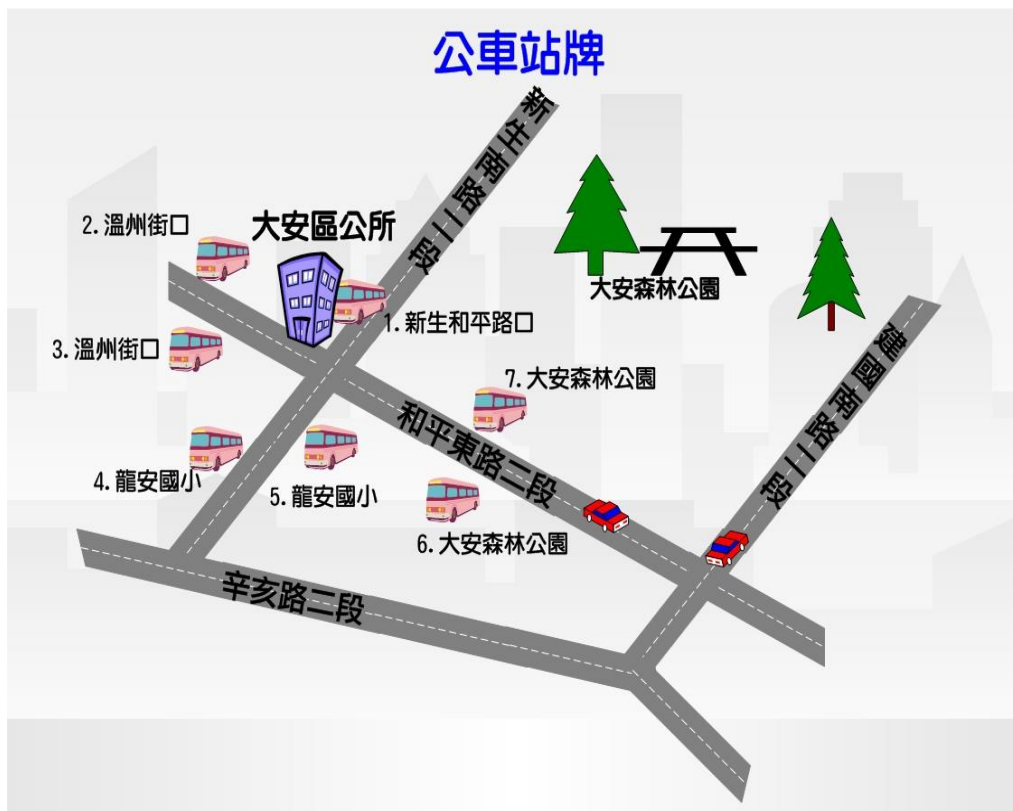 公車站牌
新生南路二段
2.溫州街口
大安區公所
大安森林公園
1.新生和平路口
3.溫州街口
建國南路二段
7.大安森林公園
和平東路二段
4.龍安國小
5.龍安國小
6.大安森林公園
辛亥路二段